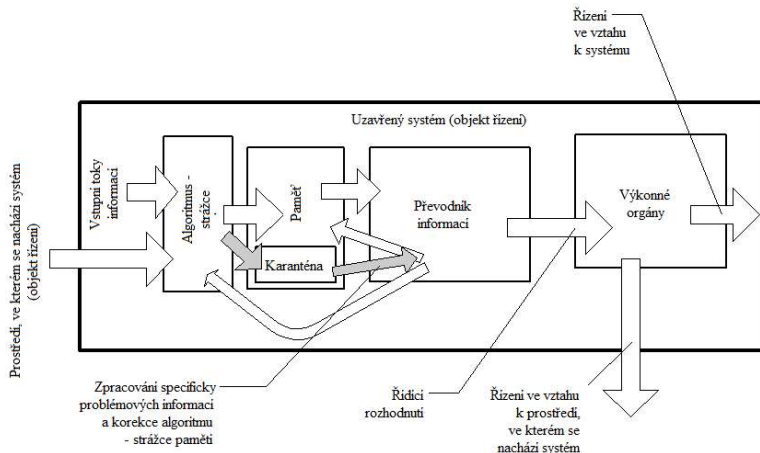 Řízení
ve vztahu
k systému
Uzavřený systém (objekt řízení)
Prostředí, ve kterém se nachází systém
(objekt řízení)
Vstupní toky
informací
Algoritmus -
strážce
Paměť
Karanténa
Převodník
informací
Výkonné
orgány
Zpracování specificky
problémových informací
a korekce algoritmu
- strážce paměti
Řídicí
rozhodnutí
Řízení ve vztahu
k prostředí,
ve kterém se
nachází systém